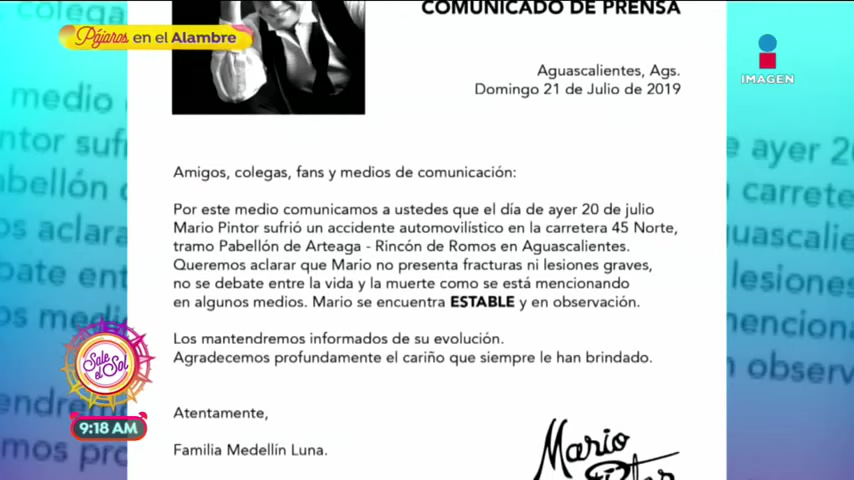 COMUNICADO DE PRENSA
Pájaros en el Alambre
IMAGEN
Aguascalientes, Ags.
Domingo 21 de Julio de 2019
Amigos, colegas, fans y medios de comunicación:
Por este medio comunicamos a ustedes que el día de ayer 20 de julio
Mario Pintor sufrió un accidente automovilístico en la carretera 45 Norte,
tramo Pabellón de Arteaga - Rincón de Romos en Aguascalientes.
Queremos aclarar que Mario no presenta fracturas ni lesiones graves,
no se debate entre la vida y la muerte como se está mencionando
en algunos medios. Mario se encuentra ESTABLE y en observación.
Los mantendremos informados de su evolución.
Agradecemos profundamente el cariño que siempre le han brindado.
Atentamente,
Familia Medellín Luna.
Mario
Sale el Sol
9:18 AM